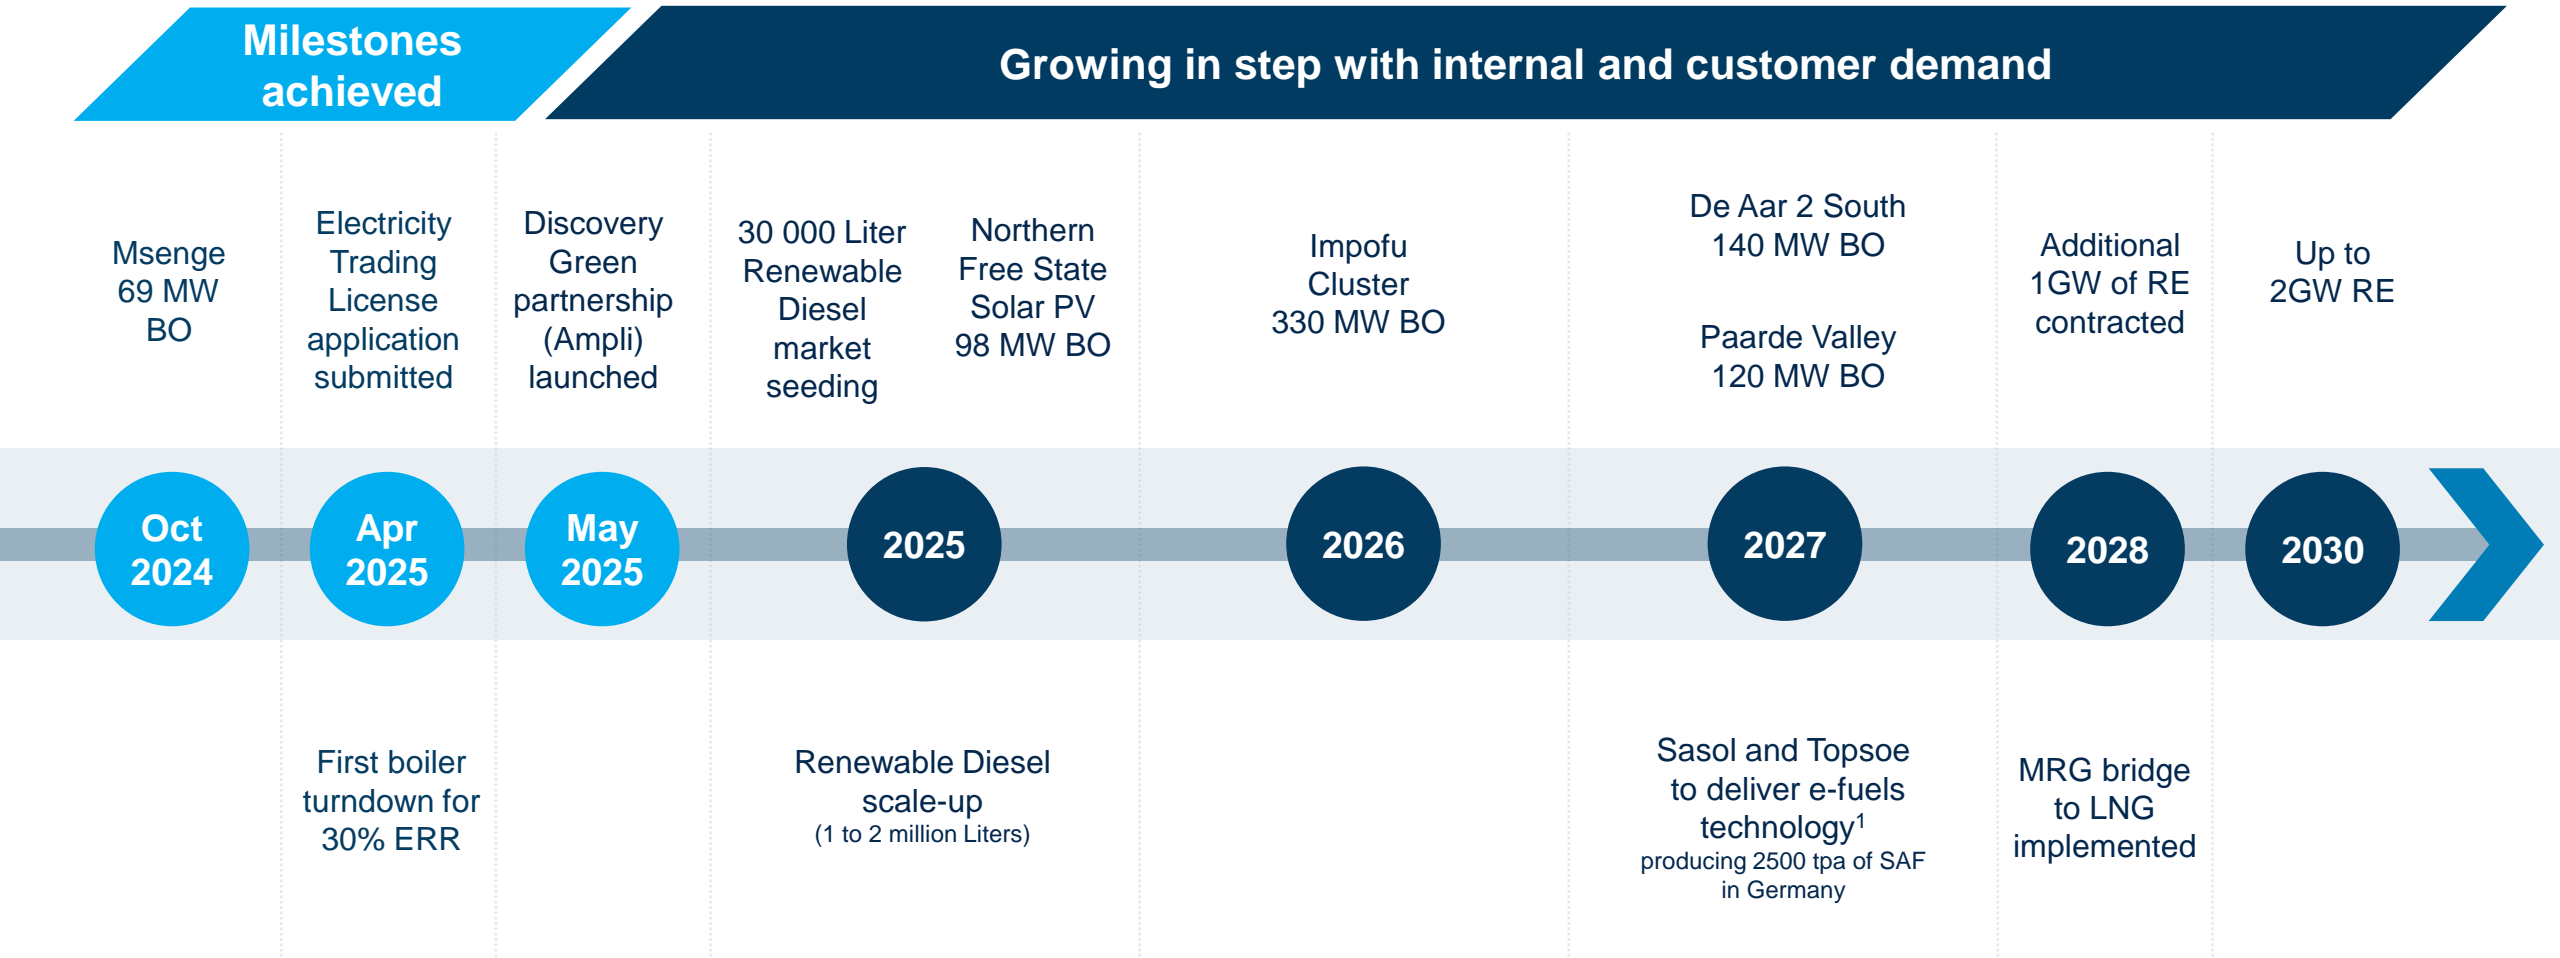 Milestones
achieved
Growing in step with internal and customer demand
Msenge
69 MW
BO
Electricity
Trading
License
application
submitted
Discovery
Green
partnership
(Ampli)
launched
30 000 Liter
Renewable
Diesel
market
seeding
Northern
Free State
Solar PV
98 MW BO
Impofu
Cluster
330 MW BO
De Aar 2 South
140 MW BO
Paarde Valley
120 MW BO
Additional
1GW of RE
contracted
Up to
2GW RE
Oct
2024
Apr
2025
May
2025
2025
2026
2027
2028
2030
First boiler
turndown for
30% ERR
Renewable Diesel
scale-up
(1 to 2 million Liters)
Sasol and Topsoe
to deliver e-fuels
technology¹
producing 2500 tpa of SAF
in Germany
MRG bridge
to LNG
implemented